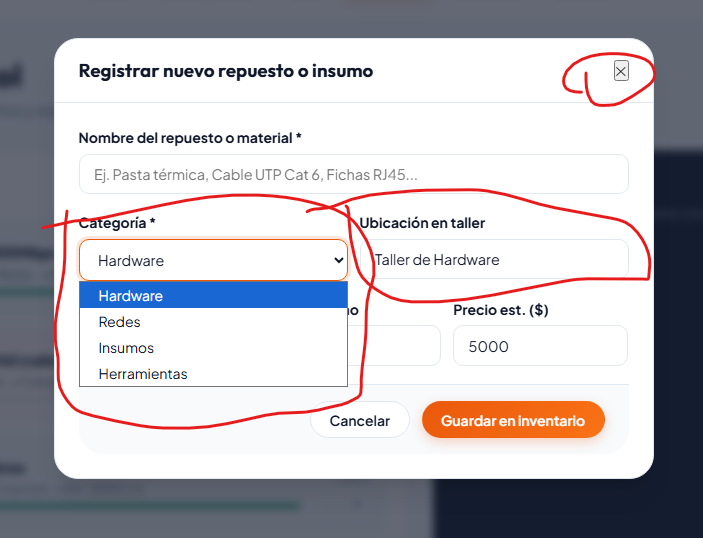 Registrar nuevo repuesto o insumo
Nombre del repuesto o material *
Ej. Pasta térmica, Cable UTP Cat 6, Fichas RJ45...
Categoría * Ubicación en taller
Hardware Taller de Hardware
Hardware
Redes
Insumos
Herramientas
Precio est. ($)
5000
Cancelar Guardar en inventario